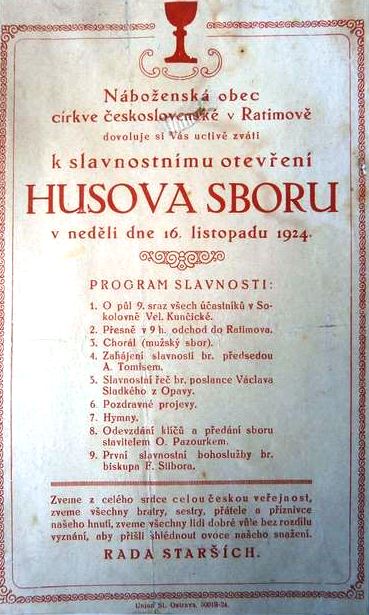 Náboženská obec
církve československé v Ratimově
dovoluje si Vás uctivě zváti
k slavnostnímu otevření
HUSOVA SBORU
v neděli dne 16. listopadu 1924.
PROGRAM SLAVNOSTI:
1. O půl 9. sraz všech účastníků v So-
kolovně Vel. Kunčické.
2. Přesně v 9 h. odchod do Ratimova.
3. Chorál (mužský sbor).
4. Zahájení slavnosti br. předsedou
A. Tomisem.
5. Slavnostní řeč br. poslance Václava
Sladkého z Opavy.
6 Pozdravné projevy.
7 Hymny.
8 Odevzdání klíčů a předání sboru
stavitelem O. Pazourkem.
9 První slavnostní bohoslužby br.
biskupa F. Stibora.
Zveme z celého srdce celou českou veřejnost,
zveme všechny bratry, sestry, přátele a příznivce
našeho hnutí, zveme všechny lidi dobré vůle bez rozdílu
vyznání, aby přišli shlédnout ovoce našeho snažení.
RADA STARŠÍCH.
Union St. Ostrava.